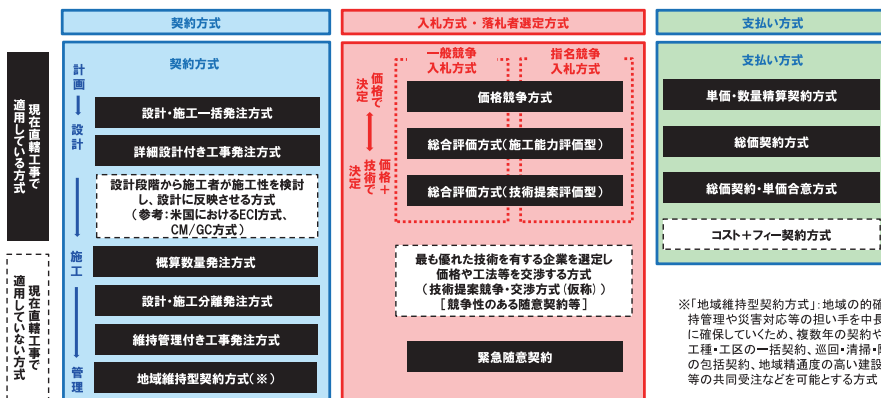 契約方式
入札方式・落札者選定方式
支払い方式
現在直轄工事で
適用している方式
現在直轄工事で
適用していない方式
契約方式
計画
設計
施工
管理
設計・施工一括発注方式
詳細設計付き工事発注方式
設計段階から施工者が施工性を検討
し、設計に反映させる方式
(参考:米国におけるECI方式、
CM/GC方式)
概算数量発注方式
設計・施工分離発注方式
維持管理付き工事発注方式
地域維持型契約方式(※)
一般競争
入札方式
指名競争
入札方式
価格で
決定
価格+
技術で
決定
価格競争方式
総合評価方式(施工能力評価型)
総合評価方式(技術提案評価型)
最も優れた技術を有する企業を選定し
価格や工法等を交渉する方式
(技術提案競争・交渉方式(仮称))
[競争性のある随意契約等]
緊急随意契約
支払い方式
単価・数量精算契約方式
総価契約方式
総価契約・単価合意方式
コスト+フィー契約方式
※「地域維持型契約方式」:地域の的確
持管理や災害対応等の担い手を中長
に確保していくため、複数年の契約や
工種・工区の一括契約、巡回・清掃・
の包括契約、地域精通度の高い建設
等の共同受注などを可能とする方式